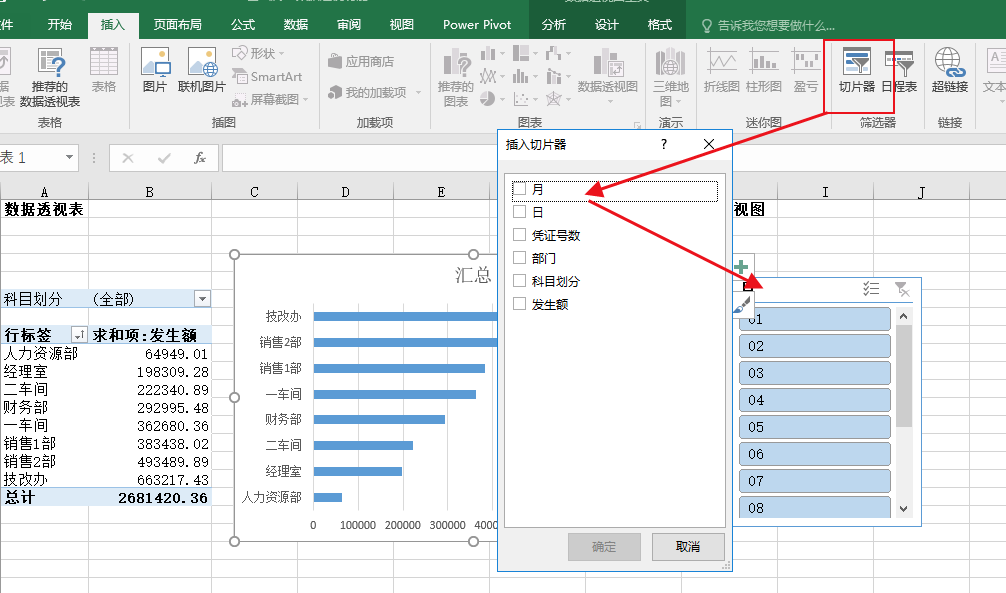 件 开始 插入 页面布局 公式 数据 审阅 视图 Power Pivot 分析 设计 格式 告诉我您想要做什么...
推荐的 数据透视表
表格
图片 联机图片
形状
SmartArt
屏幕截图
应用商店
我的加载项
推荐的 图表
数据透视图
三维地图
折线图 柱形图 盈亏
切片器 日程表
超链接
文本
表格 插图 加载项 图表 演示 迷你图 筛选器 链接
表 1
fx
A B C D E I J
数据透视表
视图
科目划分 (全部)
行标签 求和项:发生额
人力资源部 64949.01
经理室 198309.28
二车间 222340.89
财务部 292995.48
一车间 362680.36
销售1部 383438.02
销售2部 493489.89
技改办 663217.43
总计 2681420.36
汇总
技改办
销售2部
销售1部
一车间
财务部
二车间
经理室
人力资源部
0 100000 200000 300000 4000
插入切片器 ?
月
日
凭证号数
部门
科目划分
发生额
确定 取消
01
02
03
04
05
06
07
08